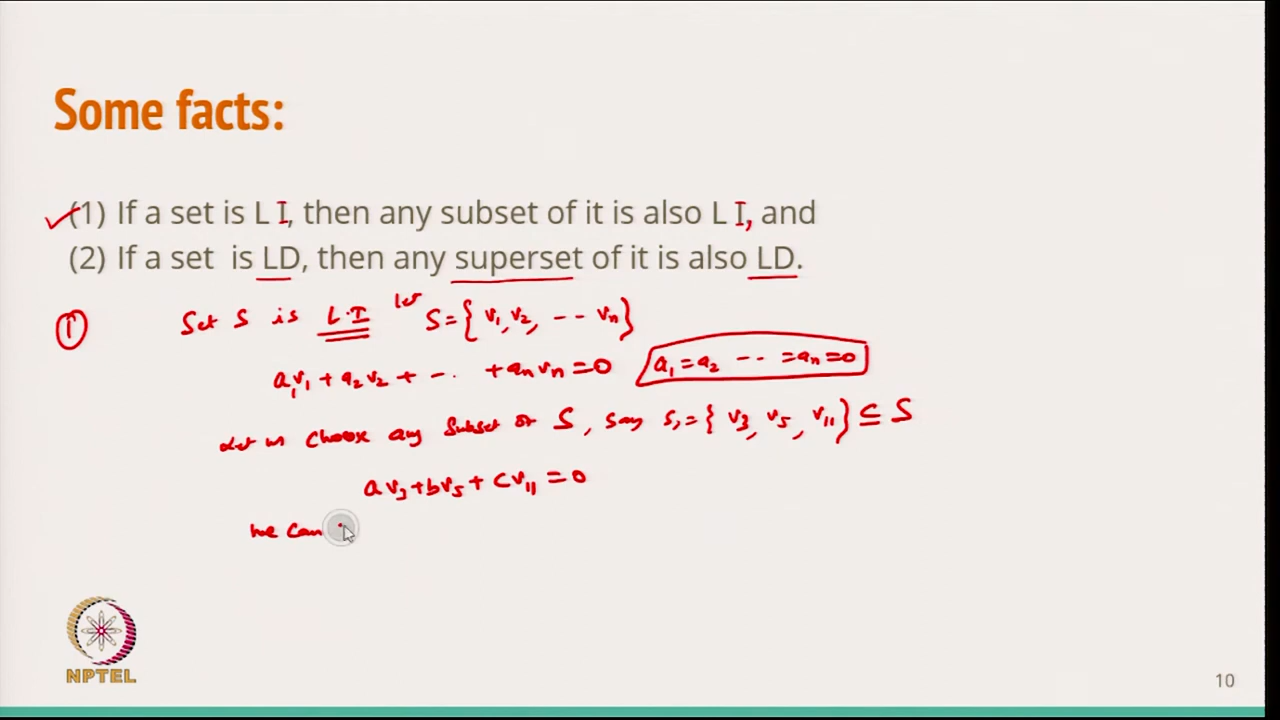 Some facts:
(1) If a set is L I, then any subset of it is also L I, and
(2) If a set is LD, then any superset of it is also LD.
(1) Set S is L.I let S={v₁, v₂, -- vₙ}
a₁v₁ + a₂v₂ + -. +aₙvₙ=0 a₁=a₂ -- =aₙ=0
Let us choose any subset of S, say S₁={v₃, v₅, v₁₁} ⊆ S
av₃+bv₅+cv₁₁=0
we can
NPTEL
10